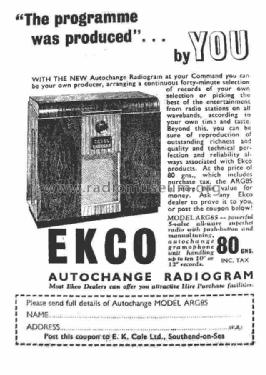 "The programme
was produced"...
by YOU
WITH THE NEW Autochange Radiogram at your Command you can
be your own producer, arranging a continuous forty-minute selection
of records of your own
selection or picking the
best of the entertainment
from radio stations on all
wavebands, according to
your own time and taste.
Beyond this, you can be
sure of reproduction of
outstanding richness and
quality and technical per-
fection and reliability al-
ways associated with Ekco
products. At the price of
80 gns., which includes
purchase tax, the ARG85
value for
money. Ask any Ekco
dealer to prove it to you,
or post the coupon below!
MODEL ARG85 — powerful
5-valve all-wave superhet
radio with push-button and
manual tuning,
autochange
gramophone
unit handling
up to ten 10" or
12" records.
80 GNS.
INC. TAX
EKCO
AUTOCHANGE RADIOGRAM
Most Ekco Dealers can offer you attractive Hire Purchase facilities.
Please send full details of Autochange MODEL ARG85
NAME
ADDRESS
Post this coupon to E. K. Cole Ltd., Southend-on-Sea
www.radiomuseum.org